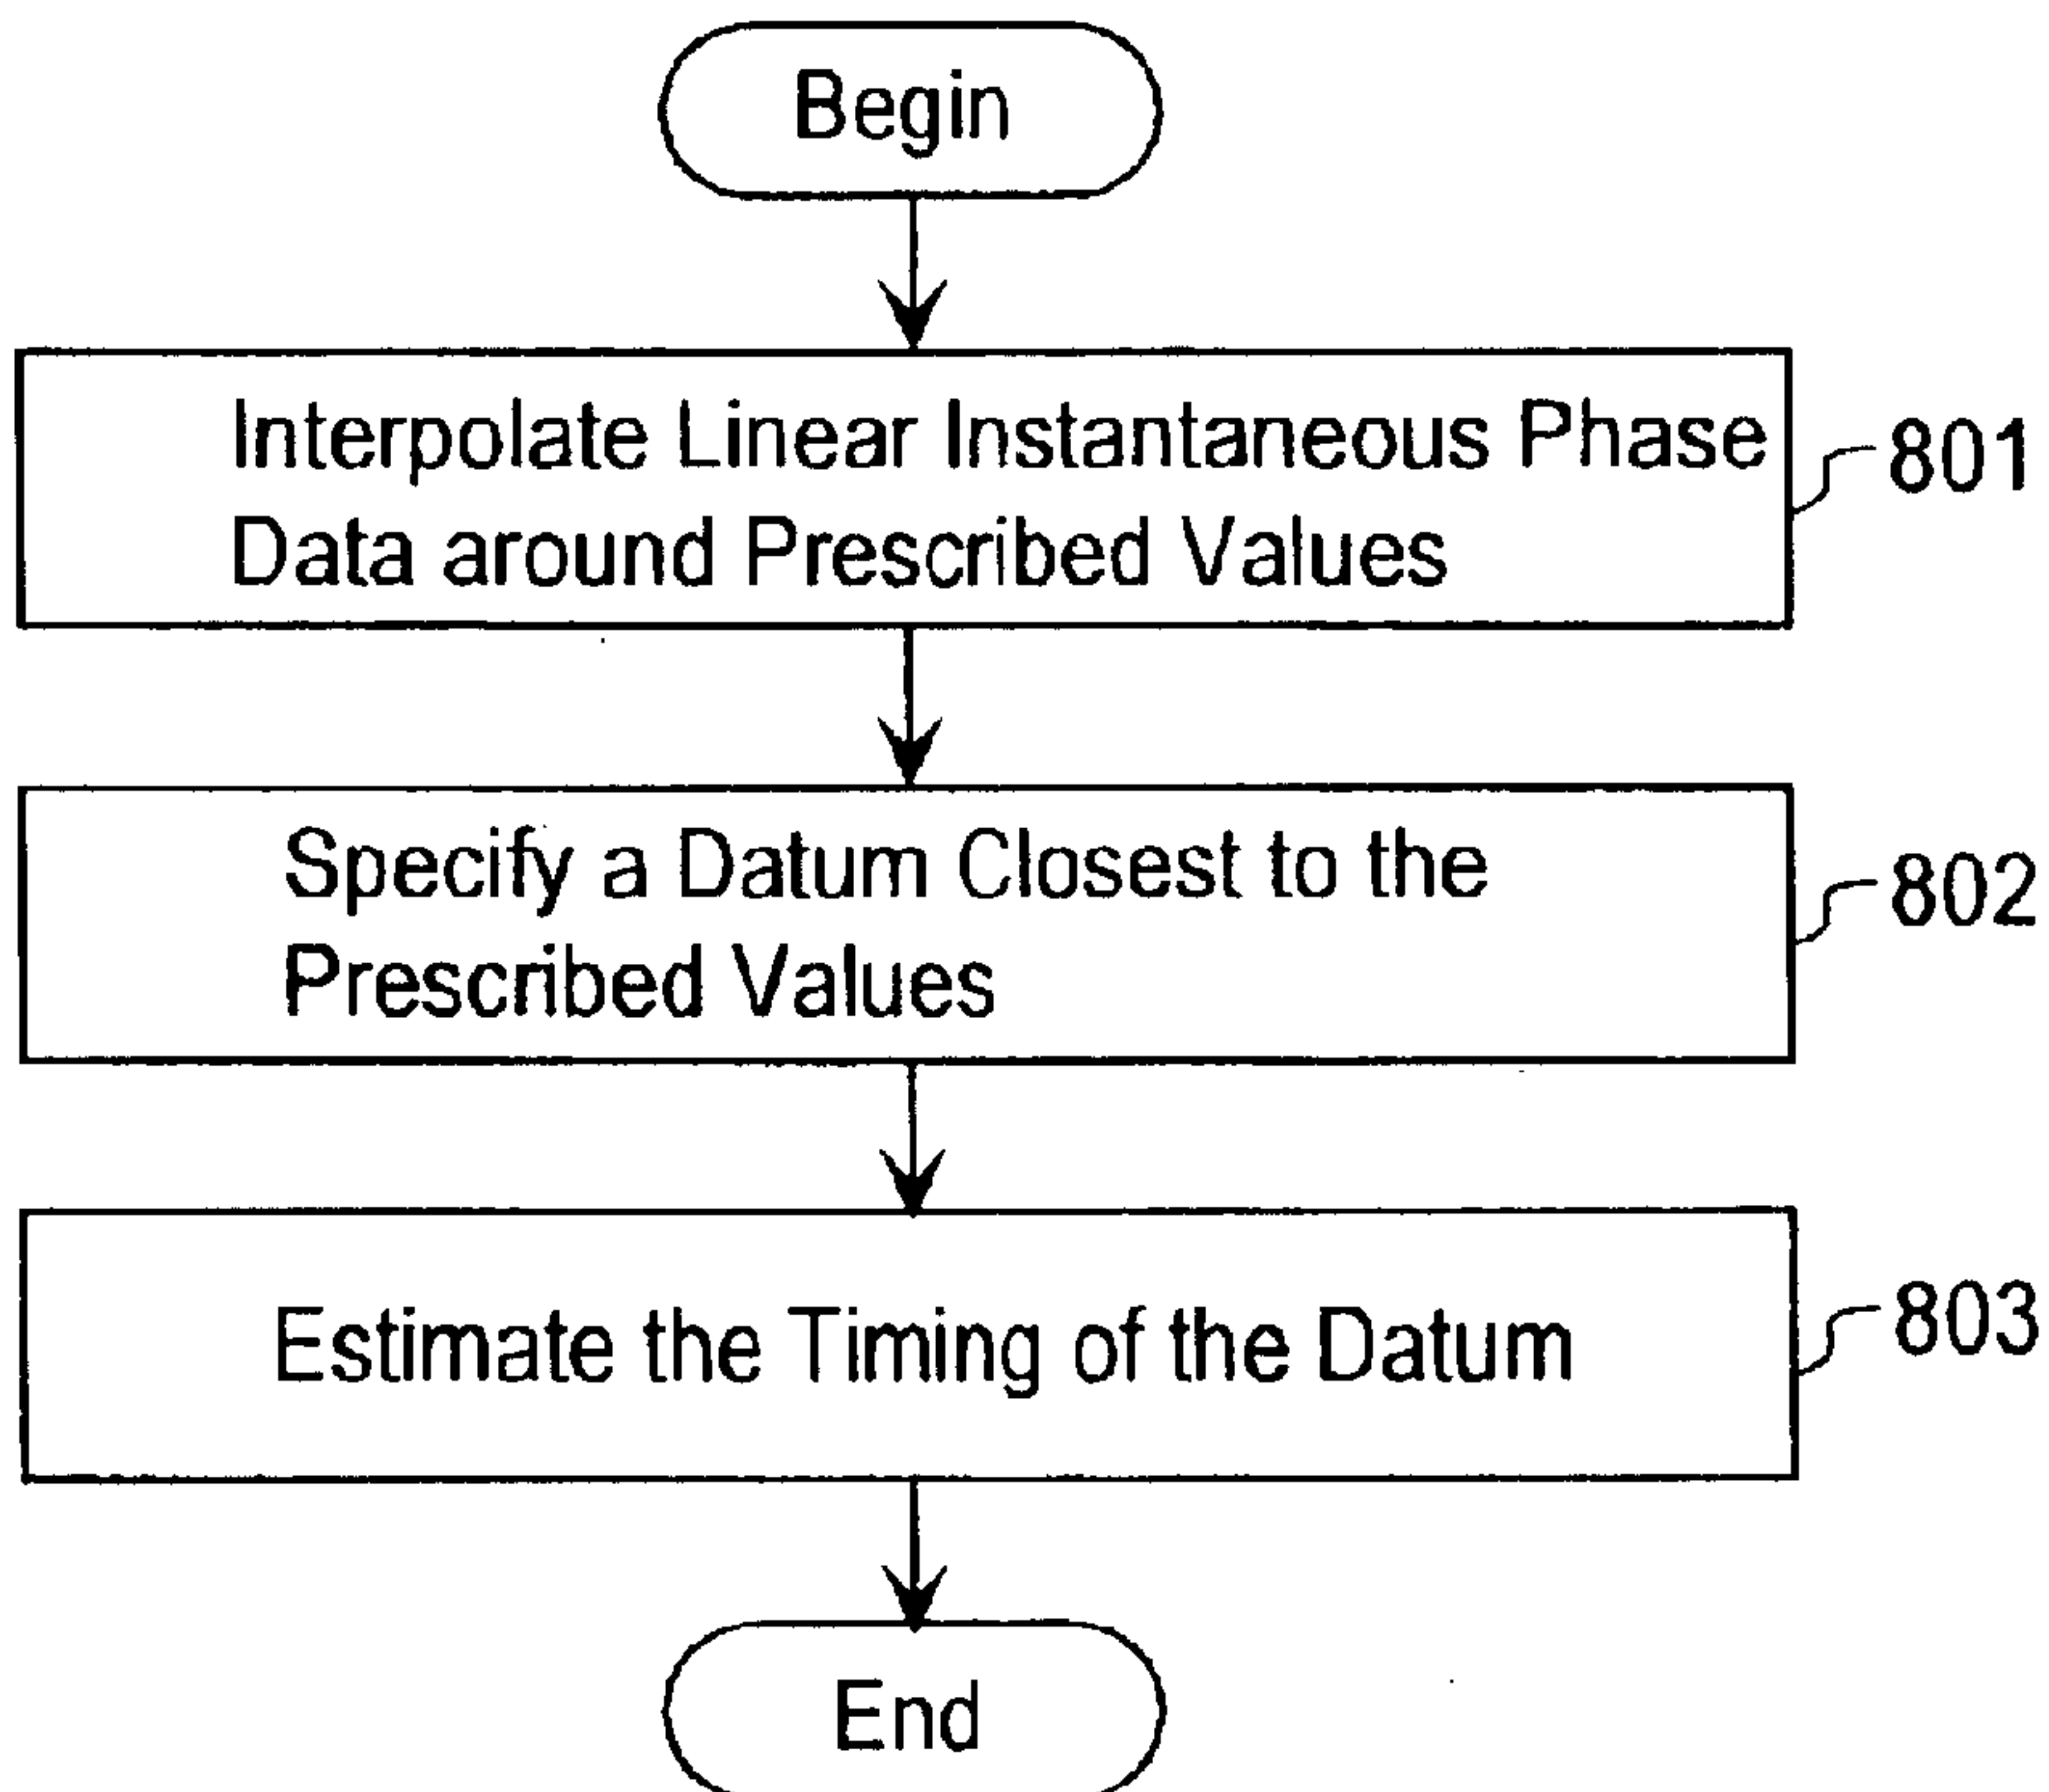 Begin
Interpolate Linear Instantaneous Phase
Data around Prescribed Values
801
Specify a Datum Closest to the
Prescribed Values
802
Estimate the Timing of the Datum
803
End